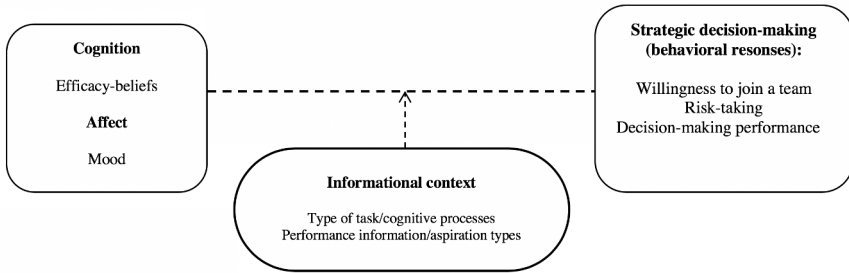 Cognition
Efficacy-beliefs
Affect
Mood
Strategic decision-making
(behavioral resonses):
Willingness to join a team
Risk-taking
Decision-making performance
Informational context
Type of task/cognitive processes
Performance information/aspiration types